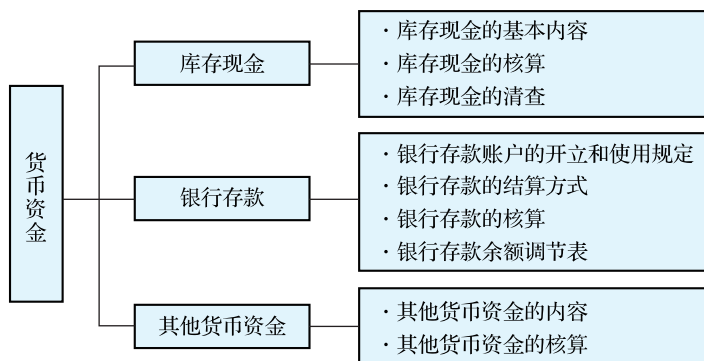 货币资金
库存现金
· 库存现金的基本内容
· 库存现金的核算
· 库存现金的清查
银行存款
· 银行存款账户的开立和使用规定
· 银行存款的结算方式
· 银行存款的核算
· 银行存款余额调节表
其他货币资金
· 其他货币资金的内容
· 其他货币资金的核算